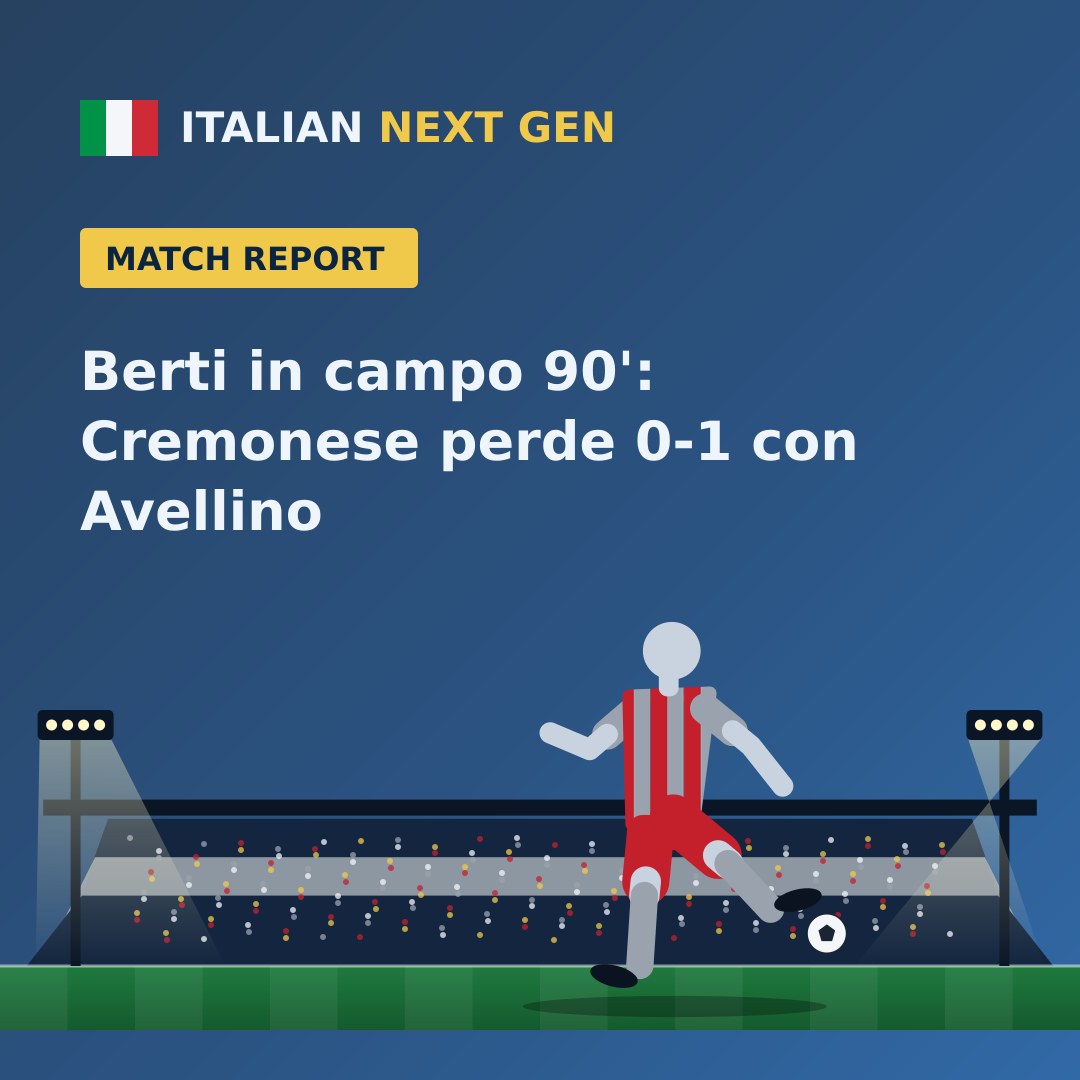 ITALIAN NEXT GEN
MATCH REPORT
Berti in campo 90':
Cremonese perde 0-1 con
Avellino